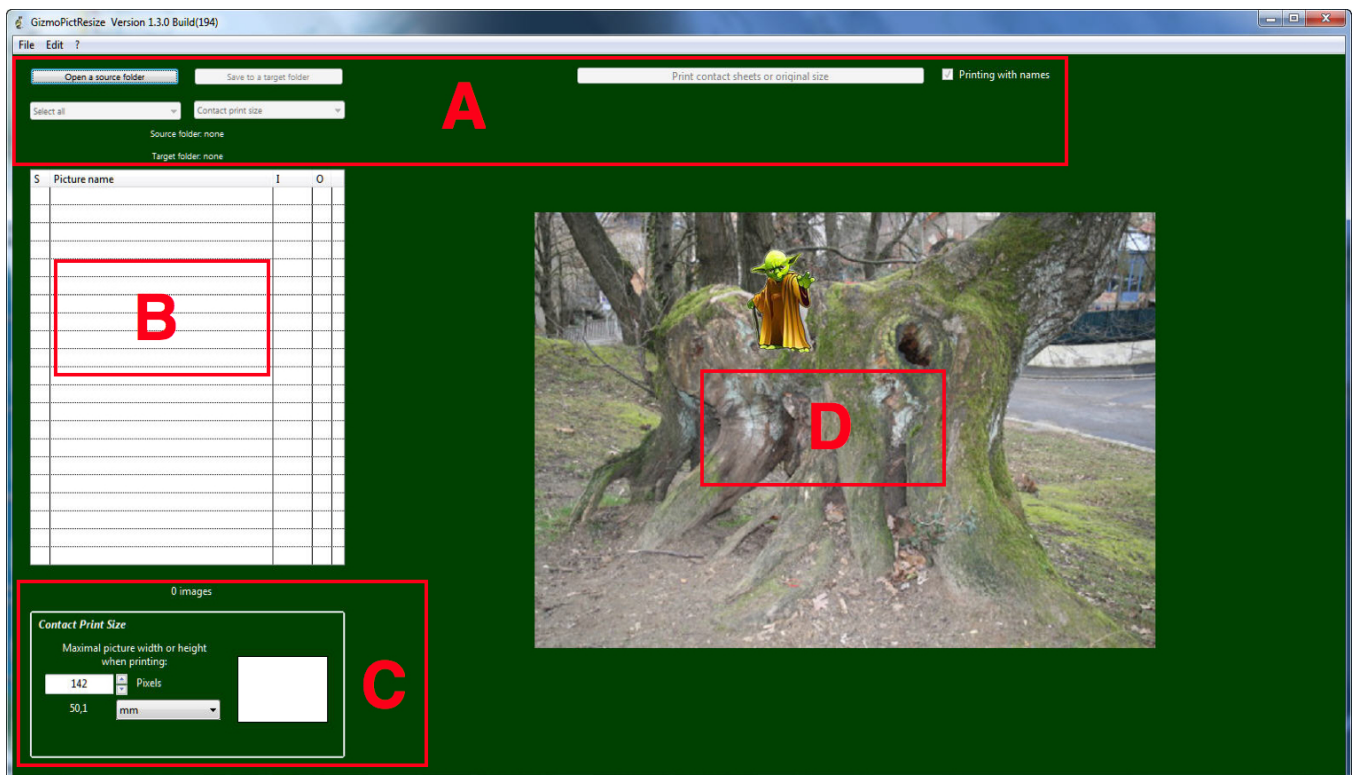 GizmoPictResize Version 1.3.0 Build(194)
File Edit ?
Open a source folder
Save to a target folder
Print contact sheets or original size
Printing with names
Select all
Contact print size
A
Source folder: none
Target folder: none
S Picture name I O
B
D
0 images
Contact Print Size
Maximal picture width or height
when printing:
142 Pixels
50,1 mm
C